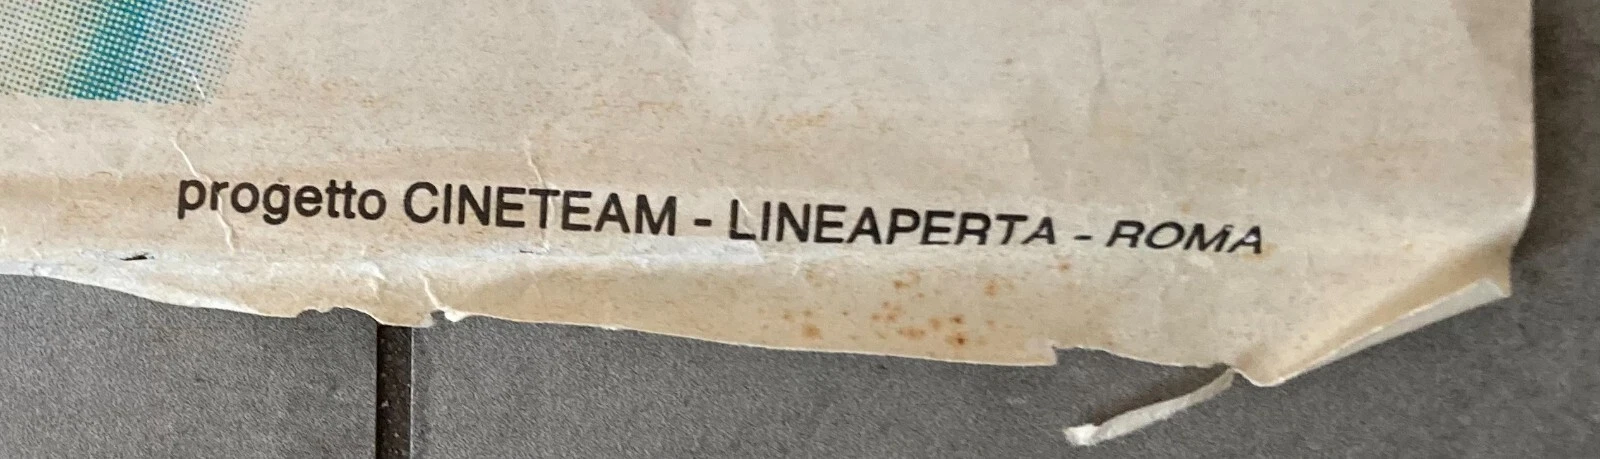 progetto CINETEAM - LINEAPERTA - ROMA